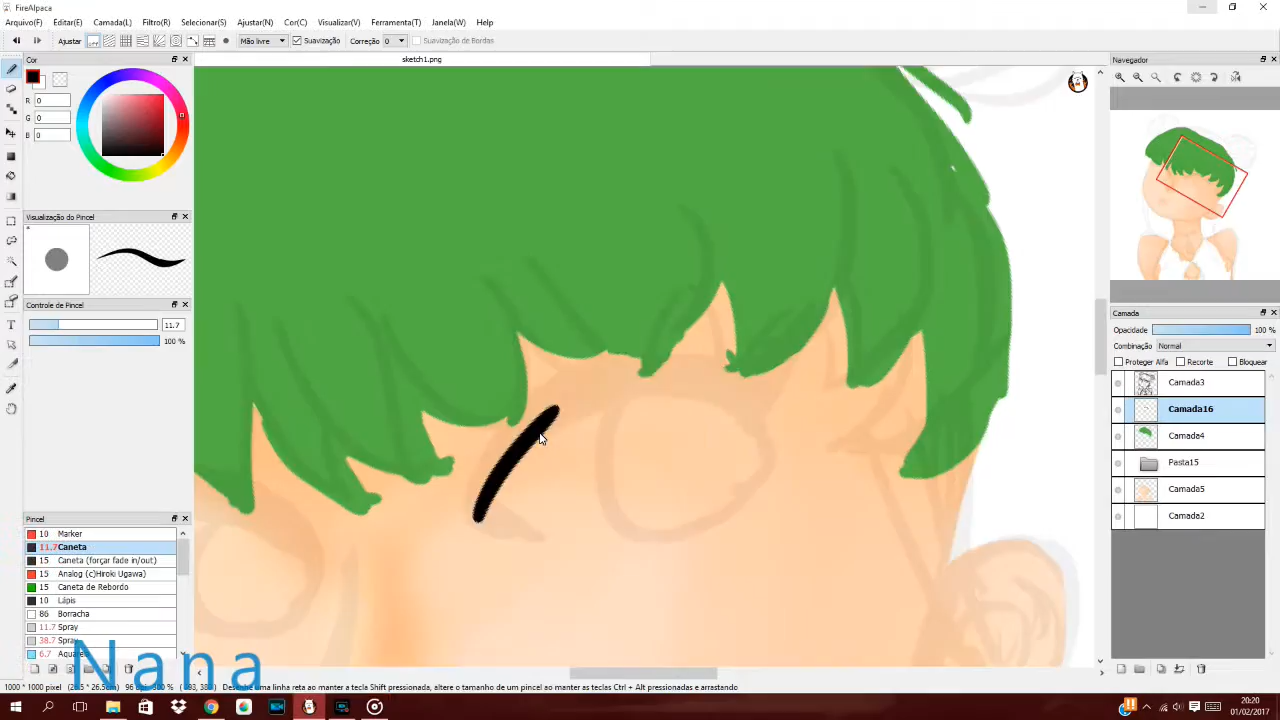 FireAlpaca
Arquivo(F) Editar(E) Camada(L) Filtro(R) Selecionar(S) Ajustar(N) Cor(C) Visualizar(V) Ferramenta(T) Janela(W) Help
Ajustar Mão livre Suavização Correção 0 Suavização de Bordas
Cor
sketch1.png
Navegador
R 0
G 0
B 0
Visualização do Pincel
Controle de Pincel
11.7
100 %
Camada
Opacidade 100 %
Combinação Normal
Proteger Alfa Recorte Bloquear
Camada3
Camada16
Camada4
Pasta15
Camada5
Camada2
Pincel
10 Marker
11.7 Caneta
15 Caneta (forçar fade in/out)
15 Analog (c)Hiroki Ugawa)
15 Caneta de Rebordo
10 Lápis
86 Borracha
11.7 Spray
38.7 Spray
6.7
Nana
1000 * 1000 pixel Desenhe uma linha reta ao manter a tecla Shift pressionada, altere o tamanho de um pincel ao manter as teclas Ctrl + Alt pressionadas e arrastando
20:20
01/02/2017